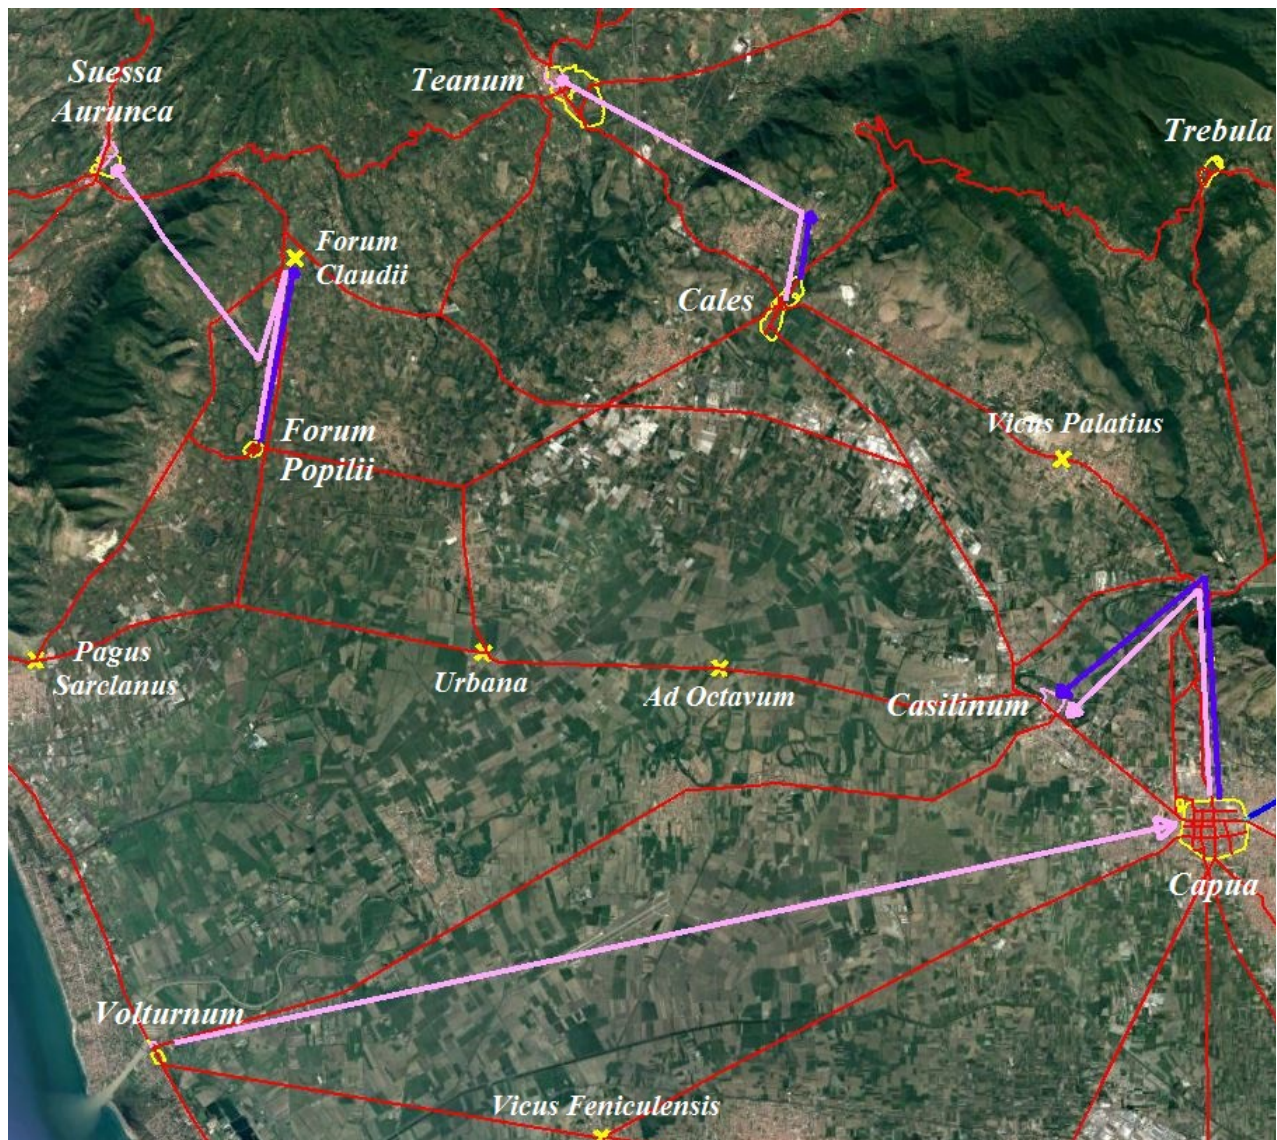 Suessa
Aurunca
Teanum
Trebula
Forum
Claudii
Cales
Forum
Popilii
Vicus Palatius
Pagus
Sarclanus
Urbana
Ad Octavum
Casilinum
Capua
Volturnum
Vicus Feniculensis